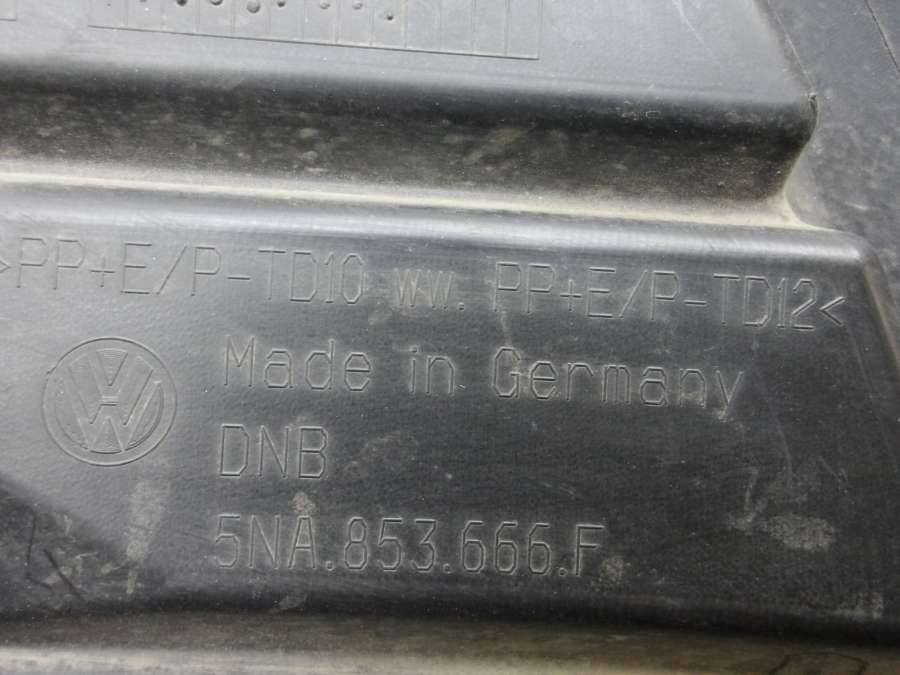 >PP+E/P-TD10 ww. PP+E/P-TD12<
Made in Germany
DNB
5NA.853.666.F